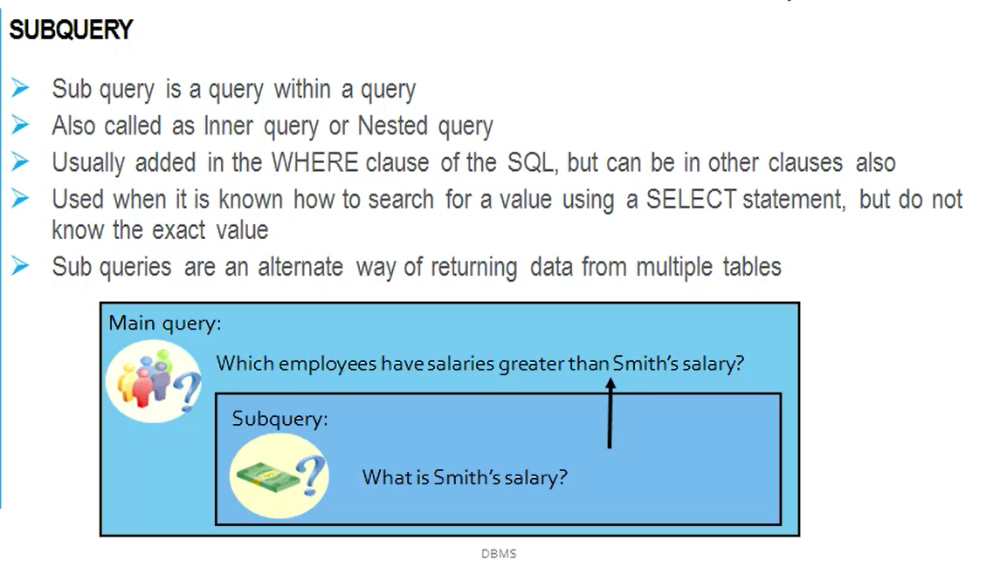 SUBQUERY
Sub query is a query within a query
Also called as Inner query or Nested query
Usually added in the WHERE clause of the SQL, but can be in other clauses also
Used when it is known how to search for a value using a SELECT statement, but do not
know the exact value
Sub queries are an alternate way of returning data from multiple tables
Main query:
Which employees have salaries greater than Smith's salary?
Subquery:
What is Smith's salary?
DBMS